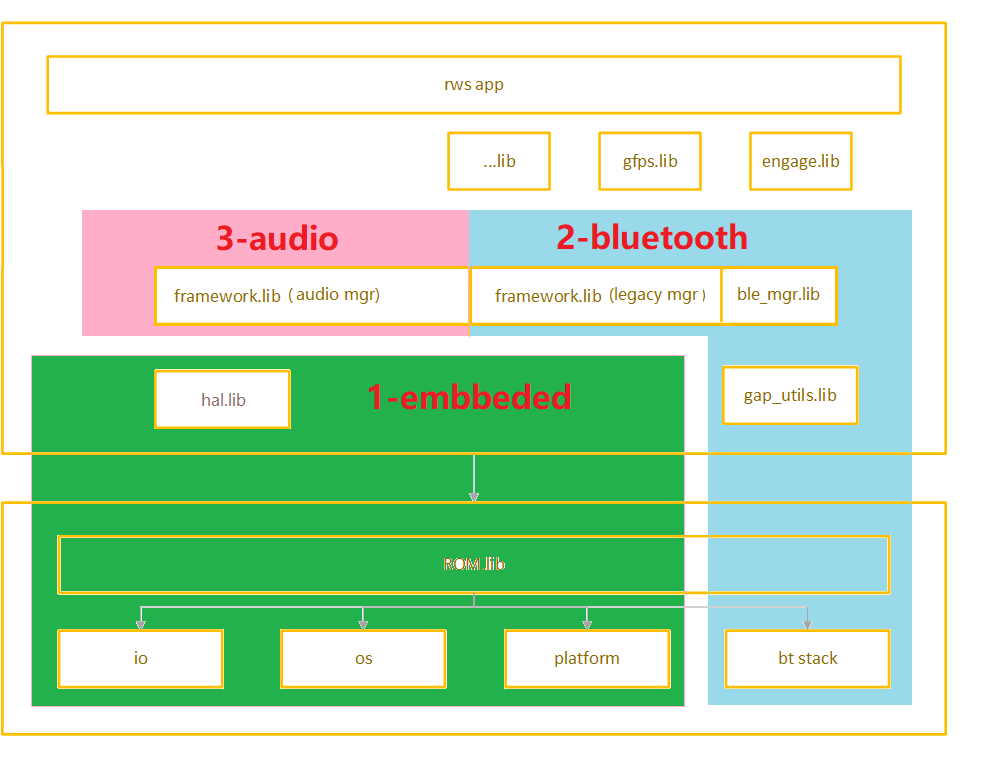 rws app
...lib
gfps.lib
engage.lib
3-audio
2-bluetooth
framework.lib (audio mgr)
framework.lib (legacy mgr)
ble_mgr.lib
hal.lib
1-embbeded
gap_utils.lib
ROM.lib
io
os
platform
bt stack